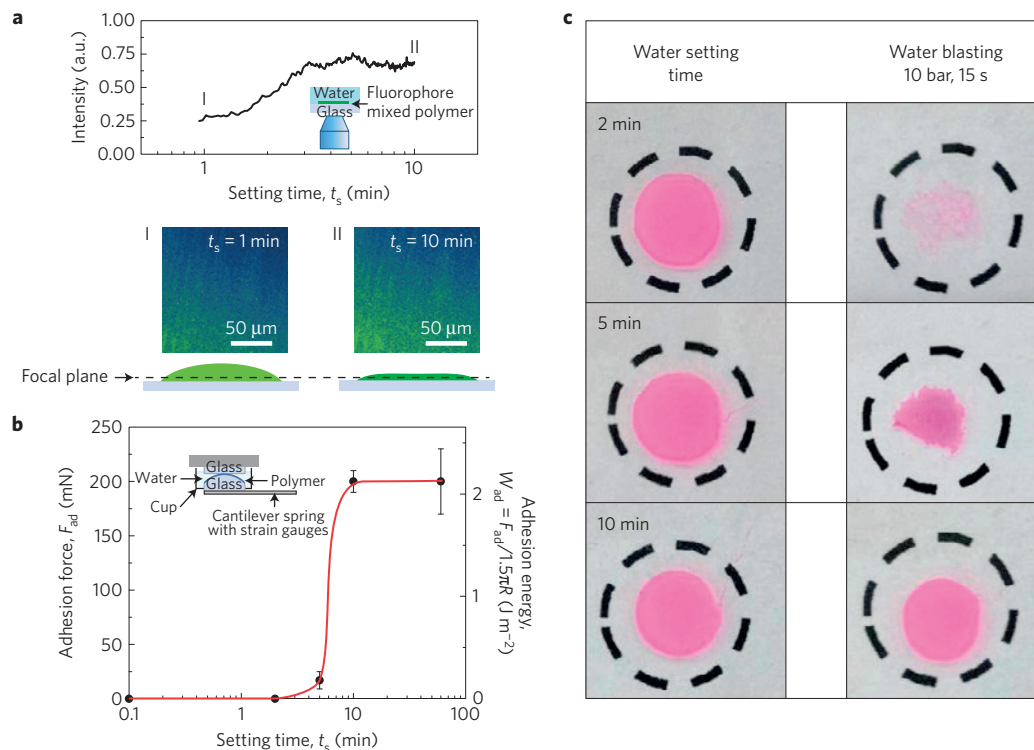 a
1.00
0.75
0.50
0.25
0.00
Intensity (a.u.)
I
II
Water
Glass
Fluorophore
mixed polymer
1
10
Setting time, tₛ (min)
I
tₛ = 1 min
50 μm
II
tₛ = 10 min
50 μm
Focal plane
b
250
200
150
100
50
0
Adhesion force, F_ad (mN)
Glass
Water
Glass
Polymer
Cup
Cantilever spring
with strain gauges
2
1
0
Adhesion energy,
W_ad = F_ad/1.5πR (J m⁻²)
0.1
1
10
100
Setting time, tₛ (min)
c
Water setting
time
Water blasting
10 bar, 15 s
2 min
5 min
10 min